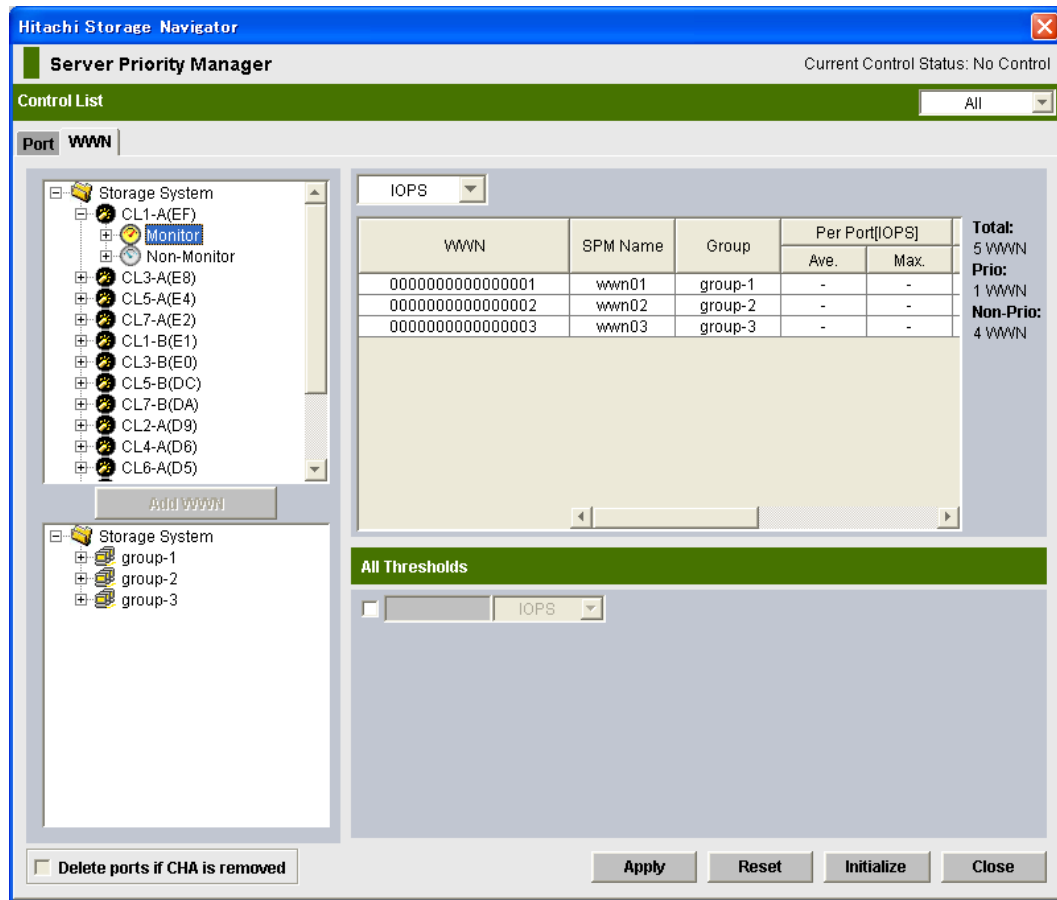 Hitachi Storage Navigator
Server Priority Manager
Current Control Status: No Control
Control List
All
Port
WWN
Storage System
CL1-A(EF)
Monitor
Non-Monitor
CL3-A(E8)
CL5-A(E4)
CL7-A(E2)
CL1-B(E1)
CL3-B(E0)
CL5-B(DC)
CL7-B(DA)
CL2-A(D9)
CL4-A(D6)
CL6-A(D5)
Add WWN
Storage System
group-1
group-2
group-3
Delete ports if CHA is removed
IOPS
WWN SPM Name Group Per Port[IOPS]
Ave. Max.
0000000000000001 wwn01 group-1 - -
0000000000000002 wwn02 group-2 - -
0000000000000003 wwn03 group-3 - -
Total:
5 WWN
Prio:
1 WWN
Non-Prio:
4 WWN
All Thresholds
IOPS
Apply Reset Initialize Close